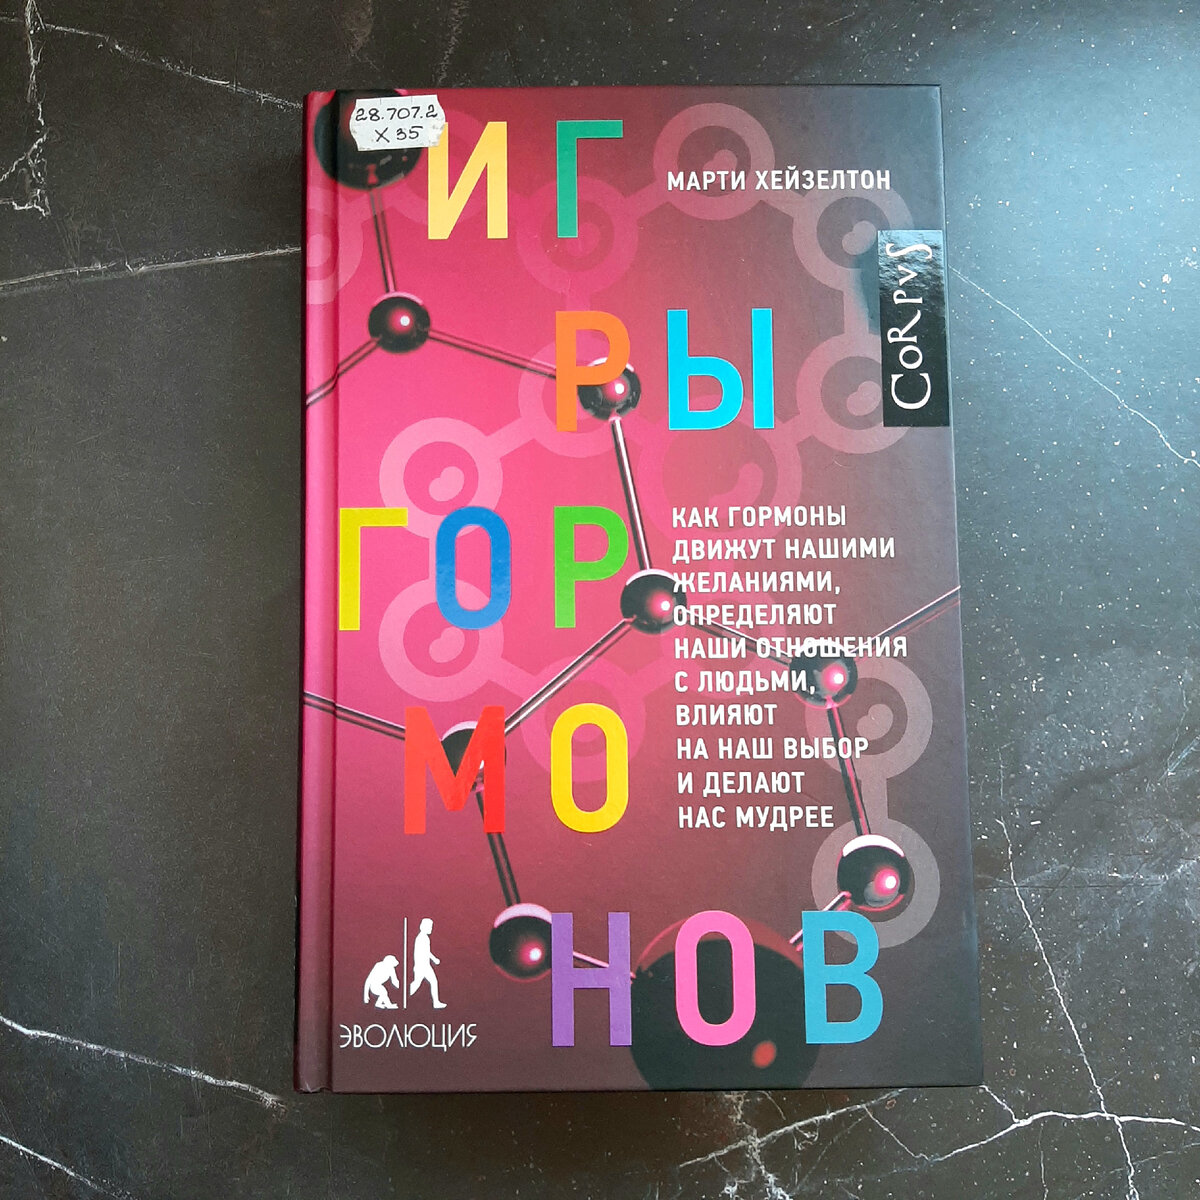 28.707.2
Х 35
ИГ
РЫ
ГОР
МО
НОВ
МАРТИ ХЕЙЗЕЛТОН
CORPVS
КАК ГОРМОНЫ
ДВИЖУТ НАШИМИ
ЖЕЛАНИЯМИ,
ОПРЕДЕЛЯЮТ
НАШИ ОТНОШЕНИЯ
С ЛЮДЬМИ,
ВЛИЯЮТ
НА НАШ ВЫБОР
И ДЕЛАЮТ
НАС МУДРЕЕ
ЭВОЛЮЦИЯ